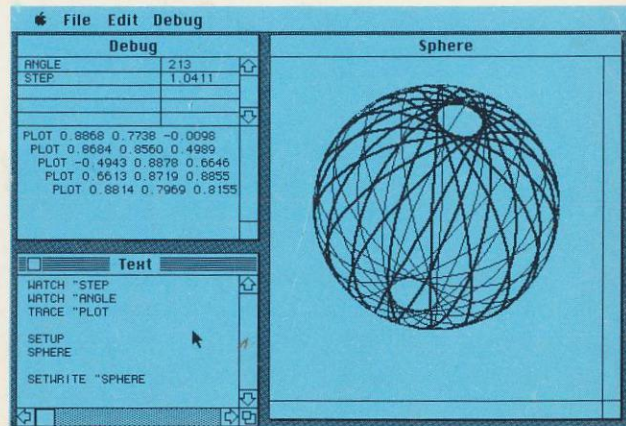 File Edit Debug
Debug
ANGLE 213
STEP 1.0411
PLOT 0.8868 0.7738 -0.0098
PLOT 0.8684 0.8560 0.4989
PLOT -0.4943 0.8878 0.6646
PLOT 0.6613 0.8719 0.8855
PLOT 0.8814 0.7969 0.8155
Text
WATCH "STEP
WATCH "ANGLE
TRACE "PLOT
SETUP
SPHERE
SETWRITE "SPHERE
Sphere